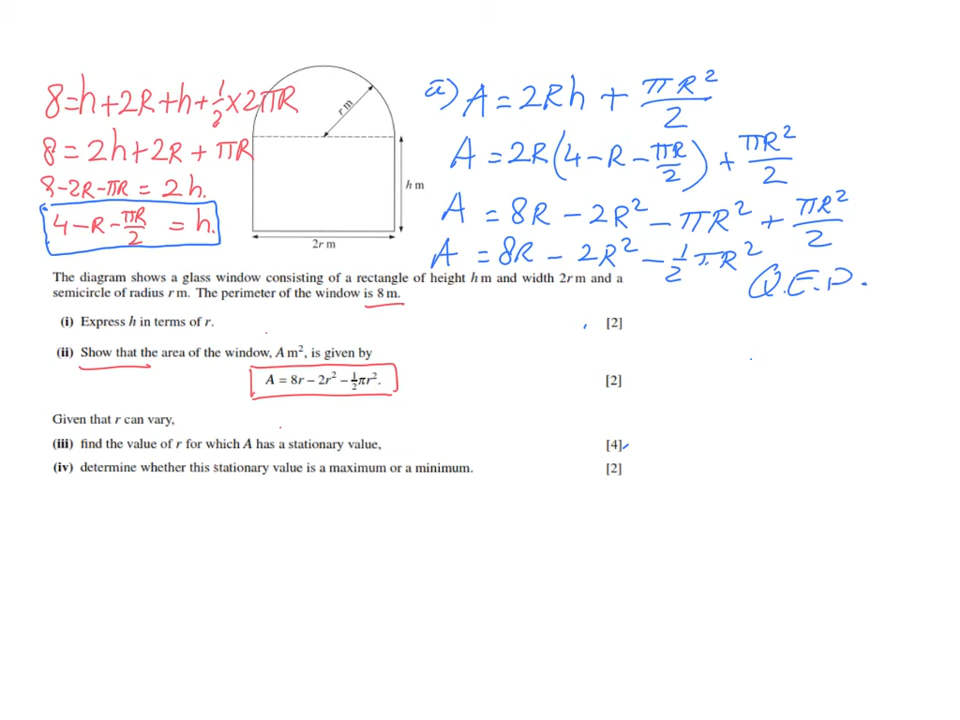 8=h+2R+h+½×2πR
8 = 2h+2R+πR
8-2R-πR = 2h.
4-R-πR/2 = h.
r m
h m
2r m
ii) A = 2Rh + πR²/2
A = 2R(4-R-πR/2) + πR²/2
A = 8R - 2R² - πR² + πR²/2
A = 8R - 2R² - ½πR²
Q.E.D.
The diagram shows a glass window consisting of a rectangle of height h m and width 2r m and a
semicircle of radius r m. The perimeter of the window is 8 m.
(i) Express h in terms of r. [2]
(ii) Show that the area of the window, A m², is given by
A = 8r − 2r² − ½πr². [2]
Given that r can vary,
(iii) find the value of r for which A has a stationary value, [4]
(iv) determine whether this stationary value is a maximum or a minimum. [2]